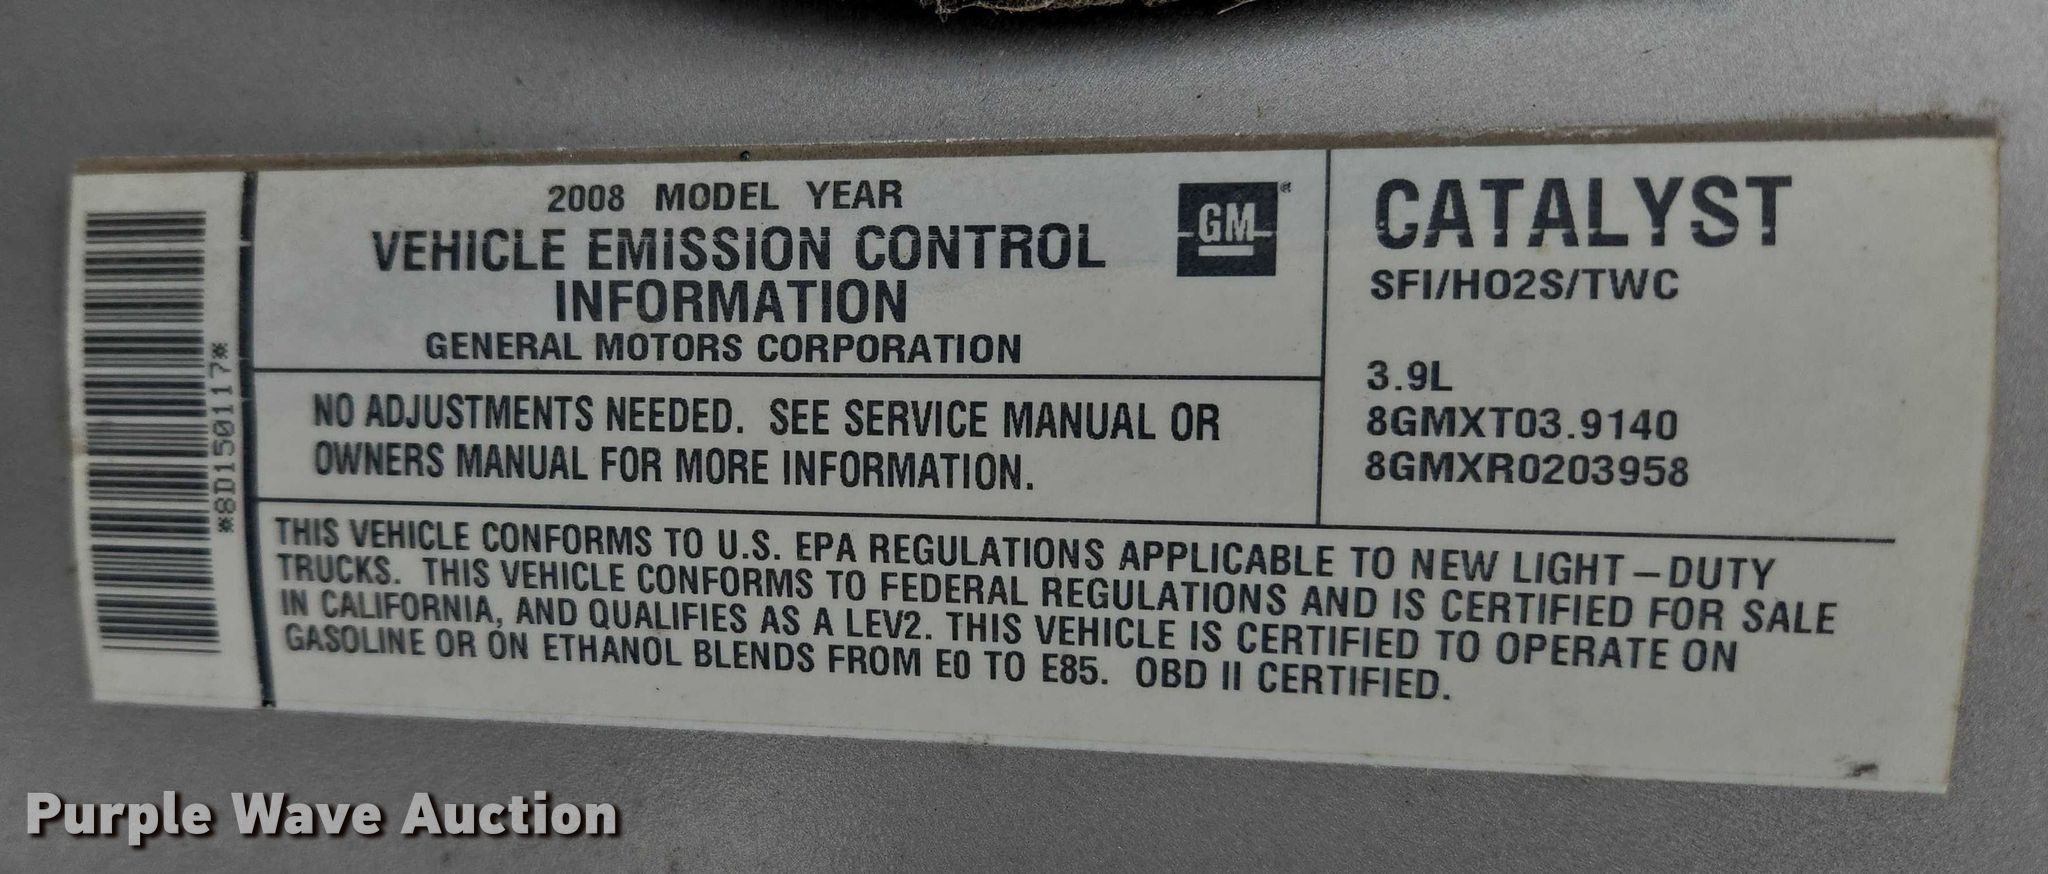 *8D150117*
2008 MODEL YEAR
VEHICLE EMISSION CONTROL
INFORMATION
GENERAL MOTORS CORPORATION
GM
®
CATALYST
SFI/HO2S/TWC
3.9L
8GMXT03.9140
8GMXR0203958
NO ADJUSTMENTS NEEDED. SEE SERVICE MANUAL OR
OWNERS MANUAL FOR MORE INFORMATION.
THIS VEHICLE CONFORMS TO U.S. EPA REGULATIONS APPLICABLE TO NEW LIGHT-DUTY
TRUCKS. THIS VEHICLE CONFORMS TO FEDERAL REGULATIONS AND IS CERTIFIED FOR SALE
IN CALIFORNIA, AND QUALIFIES AS A LEV2. THIS VEHICLE IS CERTIFIED TO OPERATE ON
GASOLINE OR ON ETHANOL BLENDS FROM E0 TO E85. OBD II CERTIFIED.
Purple Wave Auction